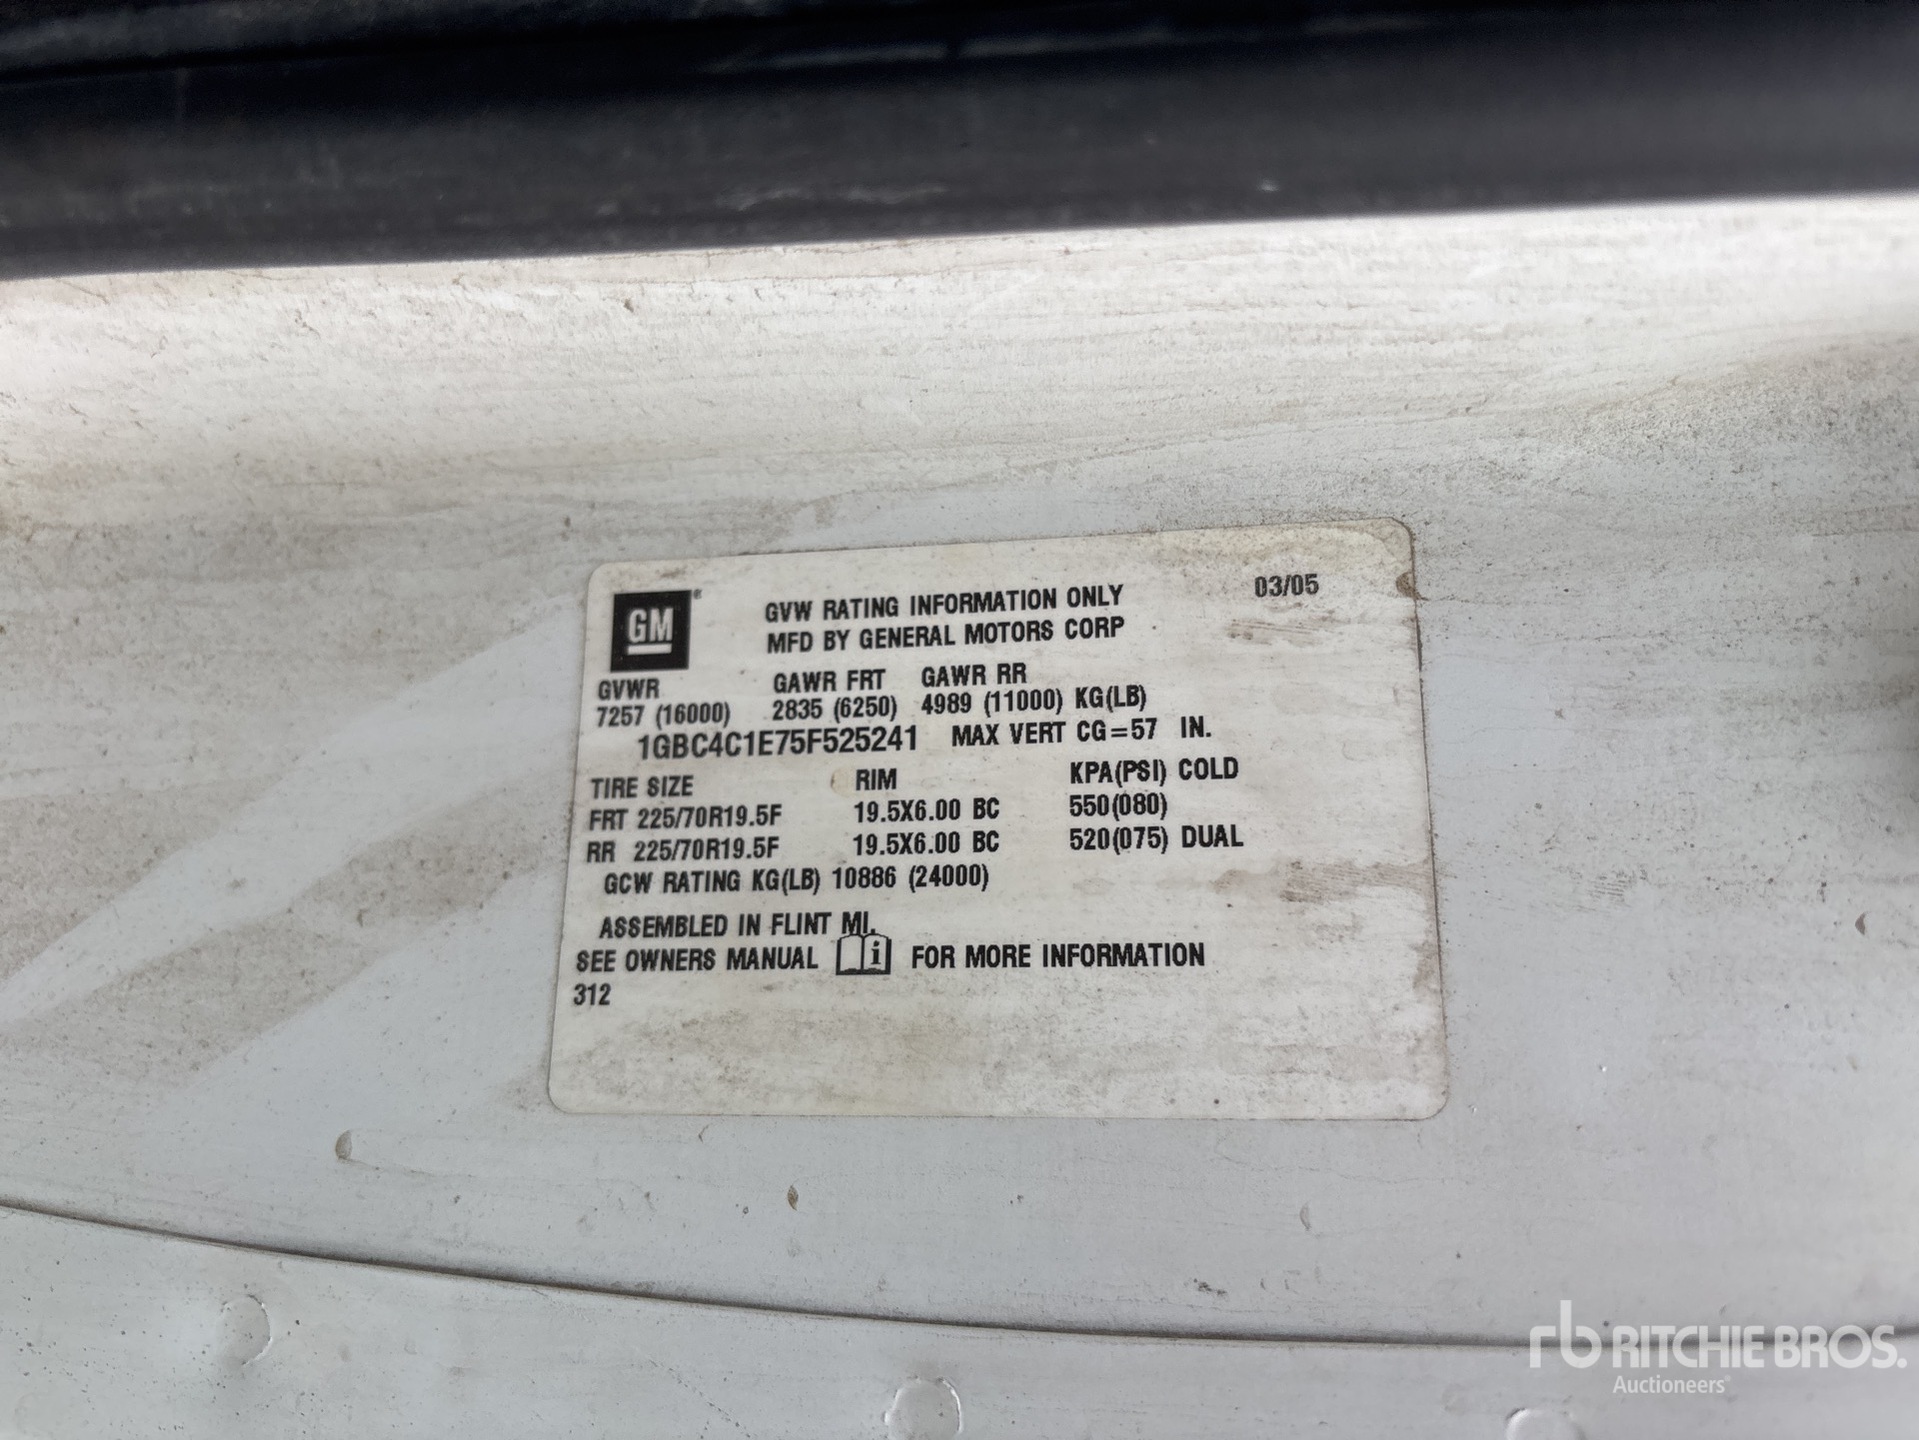 GM®
GVW RATING INFORMATION ONLY 03/05
MFD BY GENERAL MOTORS CORP
GVWR GAWR FRT GAWR RR
7257 (16000) 2835 (6250) 4989 (11000) KG(LB)
1GBC4C1E75F525241 MAX VERT CG=57 IN.
TIRE SIZE RIM KPA(PSI) COLD
FRT 225/70R19.5F 19.5X6.00 BC 550(080)
RR 225/70R19.5F 19.5X6.00 BC 520(075) DUAL
GCW RATING KG(LB) 10886 (24000)
ASSEMBLED IN FLINT MI.
SEE OWNERS MANUAL i FOR MORE INFORMATION
312
rb RITCHIE BROS.
Auctioneers